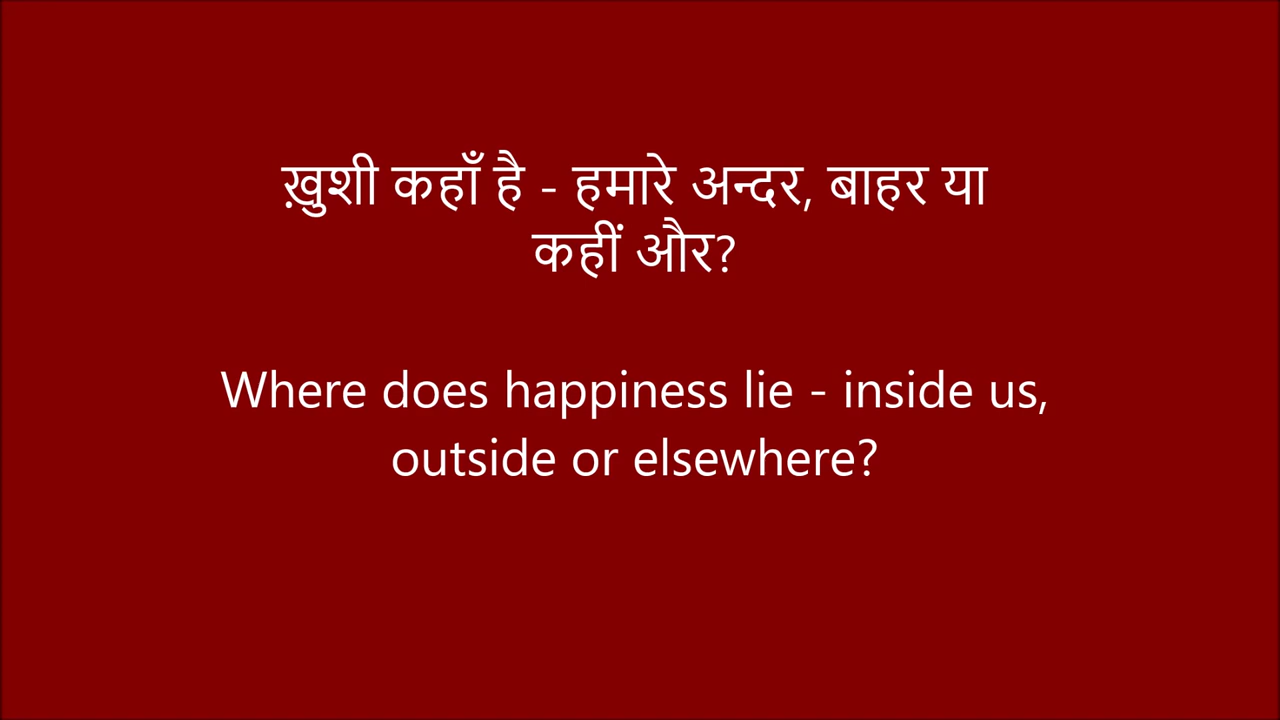 ख़ुशी कहाँ है - हमारे अन्दर, बाहर या
कहीं और?
Where does happiness lie - inside us,
outside or elsewhere?